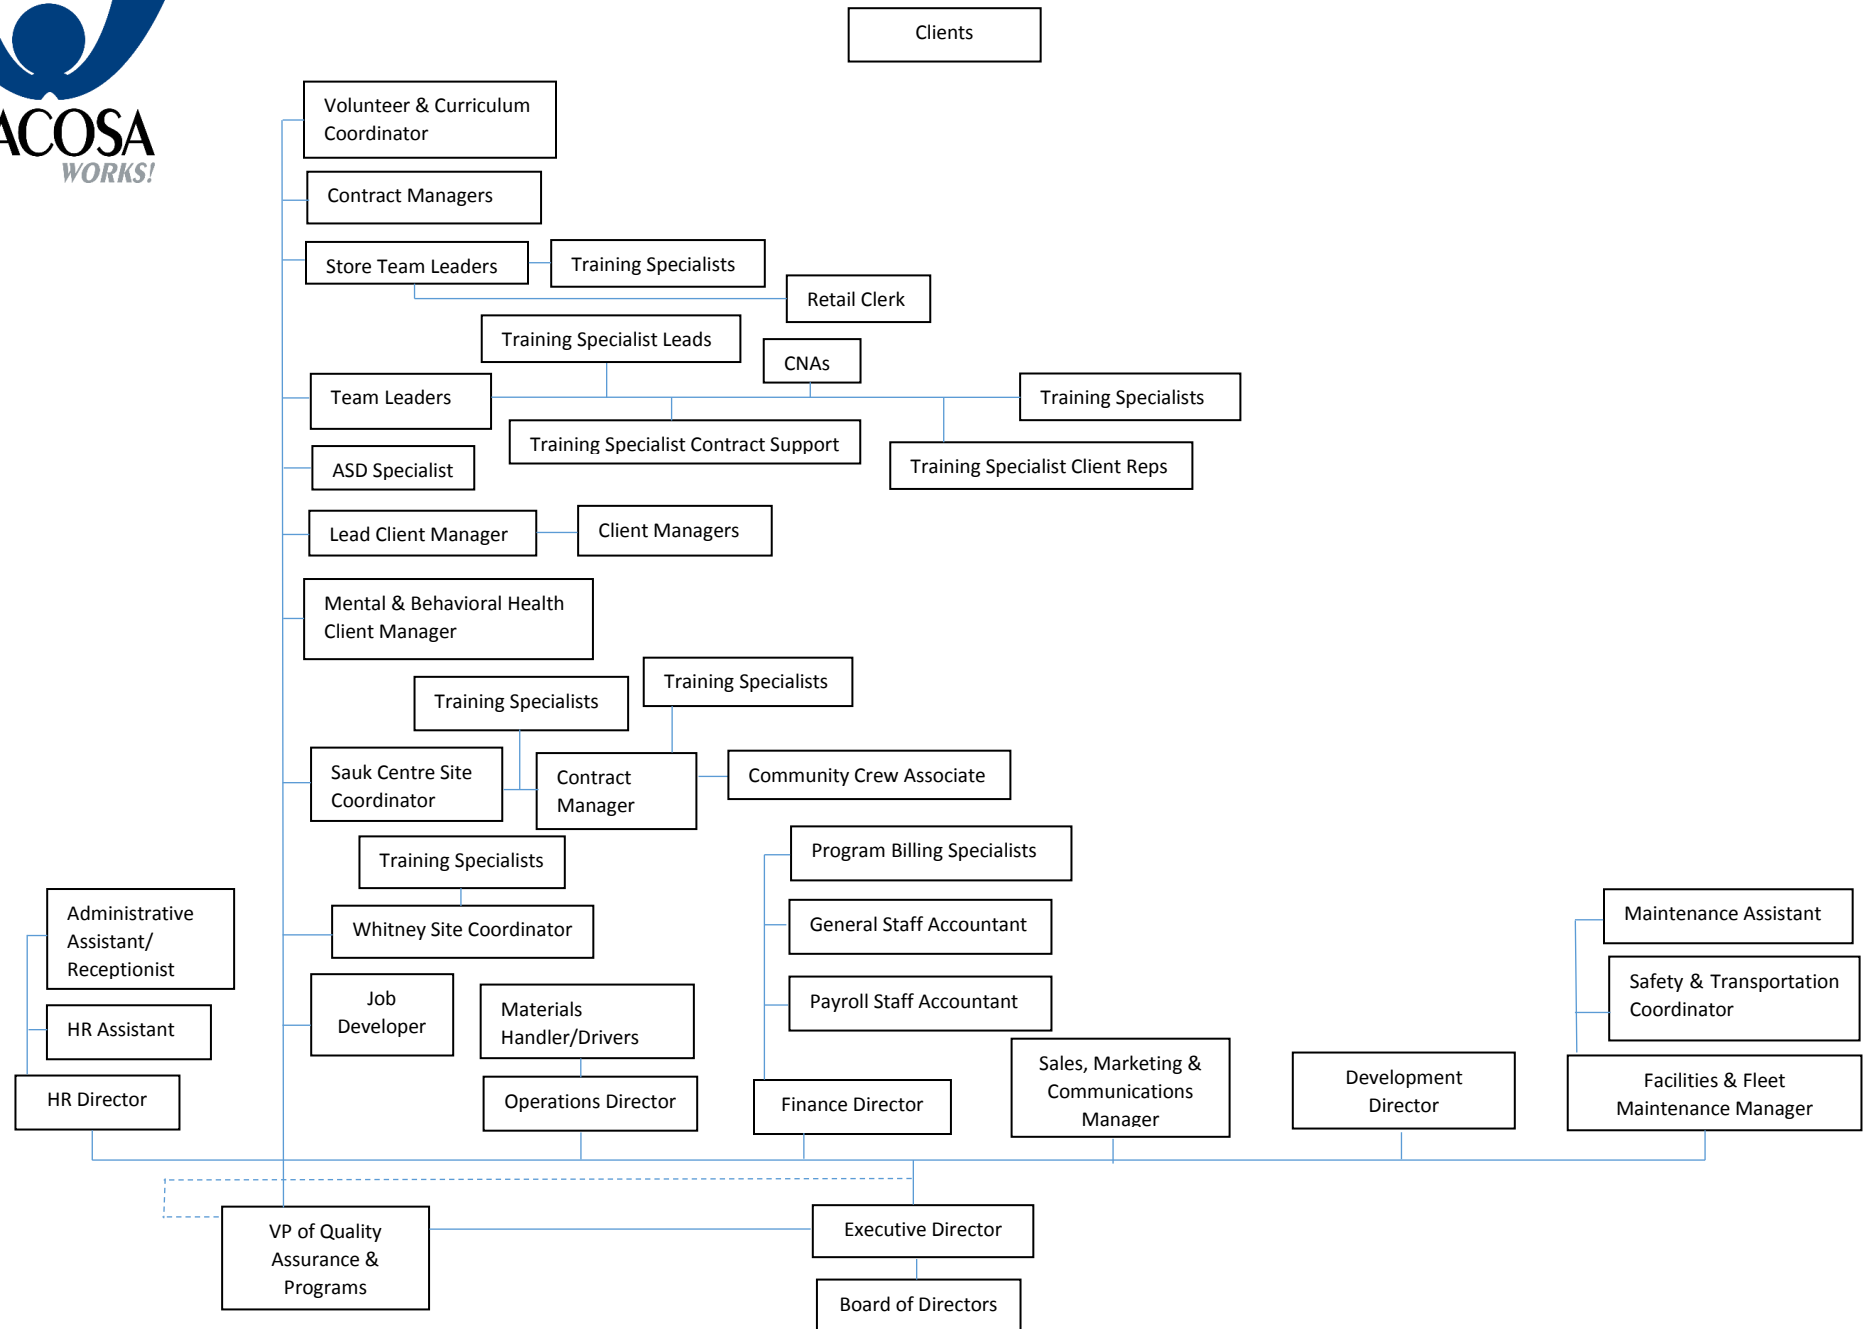 Clients
ACOSA
WORKS!
Volunteer & Curriculum
Coordinator
Contract Managers
Store Team Leaders
Training Specialists
Retail Clerk
Training Specialist Leads
CNAs
Team Leaders
Training Specialists
Training Specialist Contract Support
Training Specialist Client Reps
ASD Specialist
Lead Client Manager
Client Managers
Mental & Behavioral Health
Client Manager
Training Specialists
Training Specialists
Sauk Centre Site
Coordinator
Contract
Manager
Community Crew Associate
Training Specialists
Whitney Site Coordinator
Program Billing Specialists
General Staff Accountant
Payroll Staff Accountant
Administrative
Assistant/
Receptionist
HR Assistant
HR Director
Job
Developer
Materials
Handler/Drivers
Operations Director
Finance Director
Sales, Marketing &
Communications
Manager
Development
Director
Maintenance Assistant
Safety & Transportation
Coordinator
Facilities & Fleet
Maintenance Manager
VP of Quality
Assurance &
Programs
Executive Director
Board of Directors